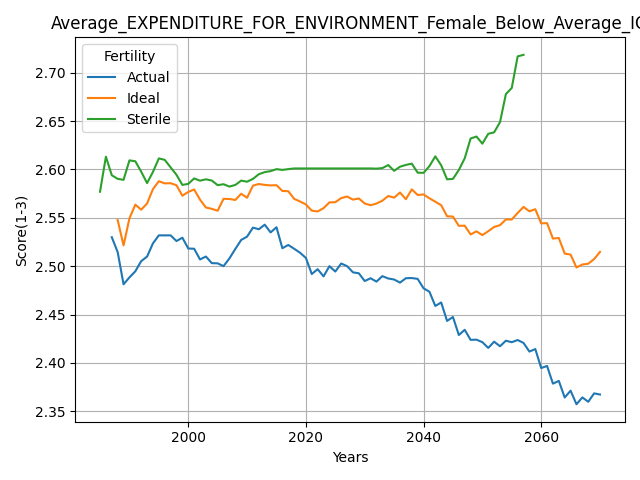 Average_EXPENDITURE_FOR_ENVIRONMENT_Female_Below_Average_IQ
Fertility
Actual
Ideal
Sterile
2.70
2.65
2.60
2.55
2.50
2.45
2.40
2.35
Score(1-3)
2000
2020
2040
2060
Years